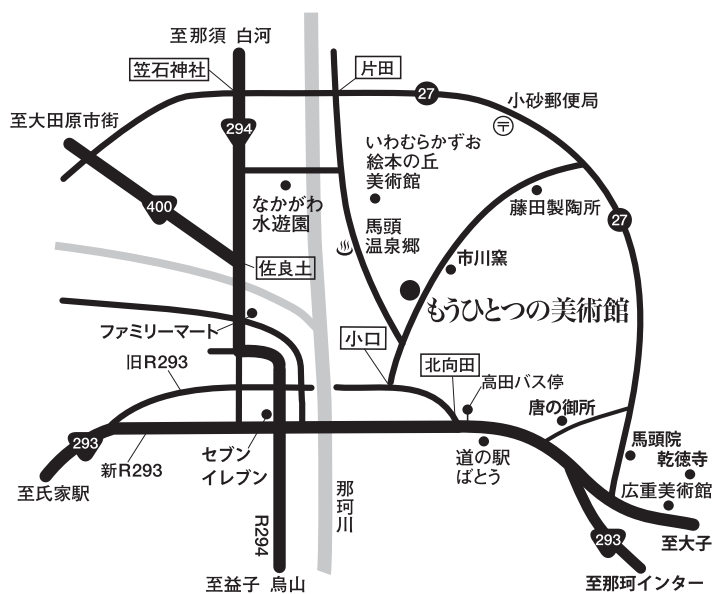 至那須 白河
笠石神社
片田
27
小砂郵便局
〒
至大田原市街
294
いわむらかずお
絵本の丘
美術館
400
なかがわ
水遊園
藤田製陶所
27
馬頭
温泉郷
市川窯
佐良土
もうひとつの美術館
ファミリーマート
小口
旧R293
北向田
高田バス停
唐の御所
293
セブン
イレブン
馬頭院
乾徳寺
新R293
道の駅
ばとう
至氏家駅
那珂川
広重美術館
R294
293
至大子
至益子 烏山
至那珂インター